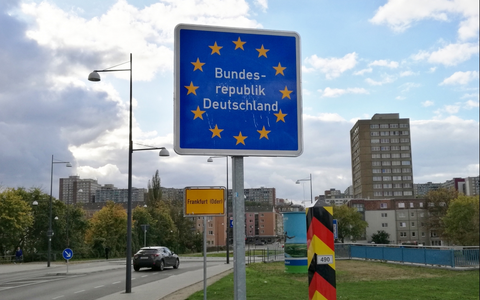 Bundes-
republik
Deutschland
Frankfurt (Oder)
490